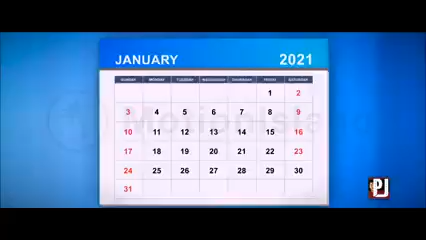 JANUARY 2021
SUNDAY MONDAY TUESDAY WEDNESDAY THURSDAY FRIDAY SATURDAY
1 2
3 4 5 6 7 8 9
10 11 12 13 14 15 16
17 18 19 20 21 22 23
24 25 26 27 28 29 30
31
PJ